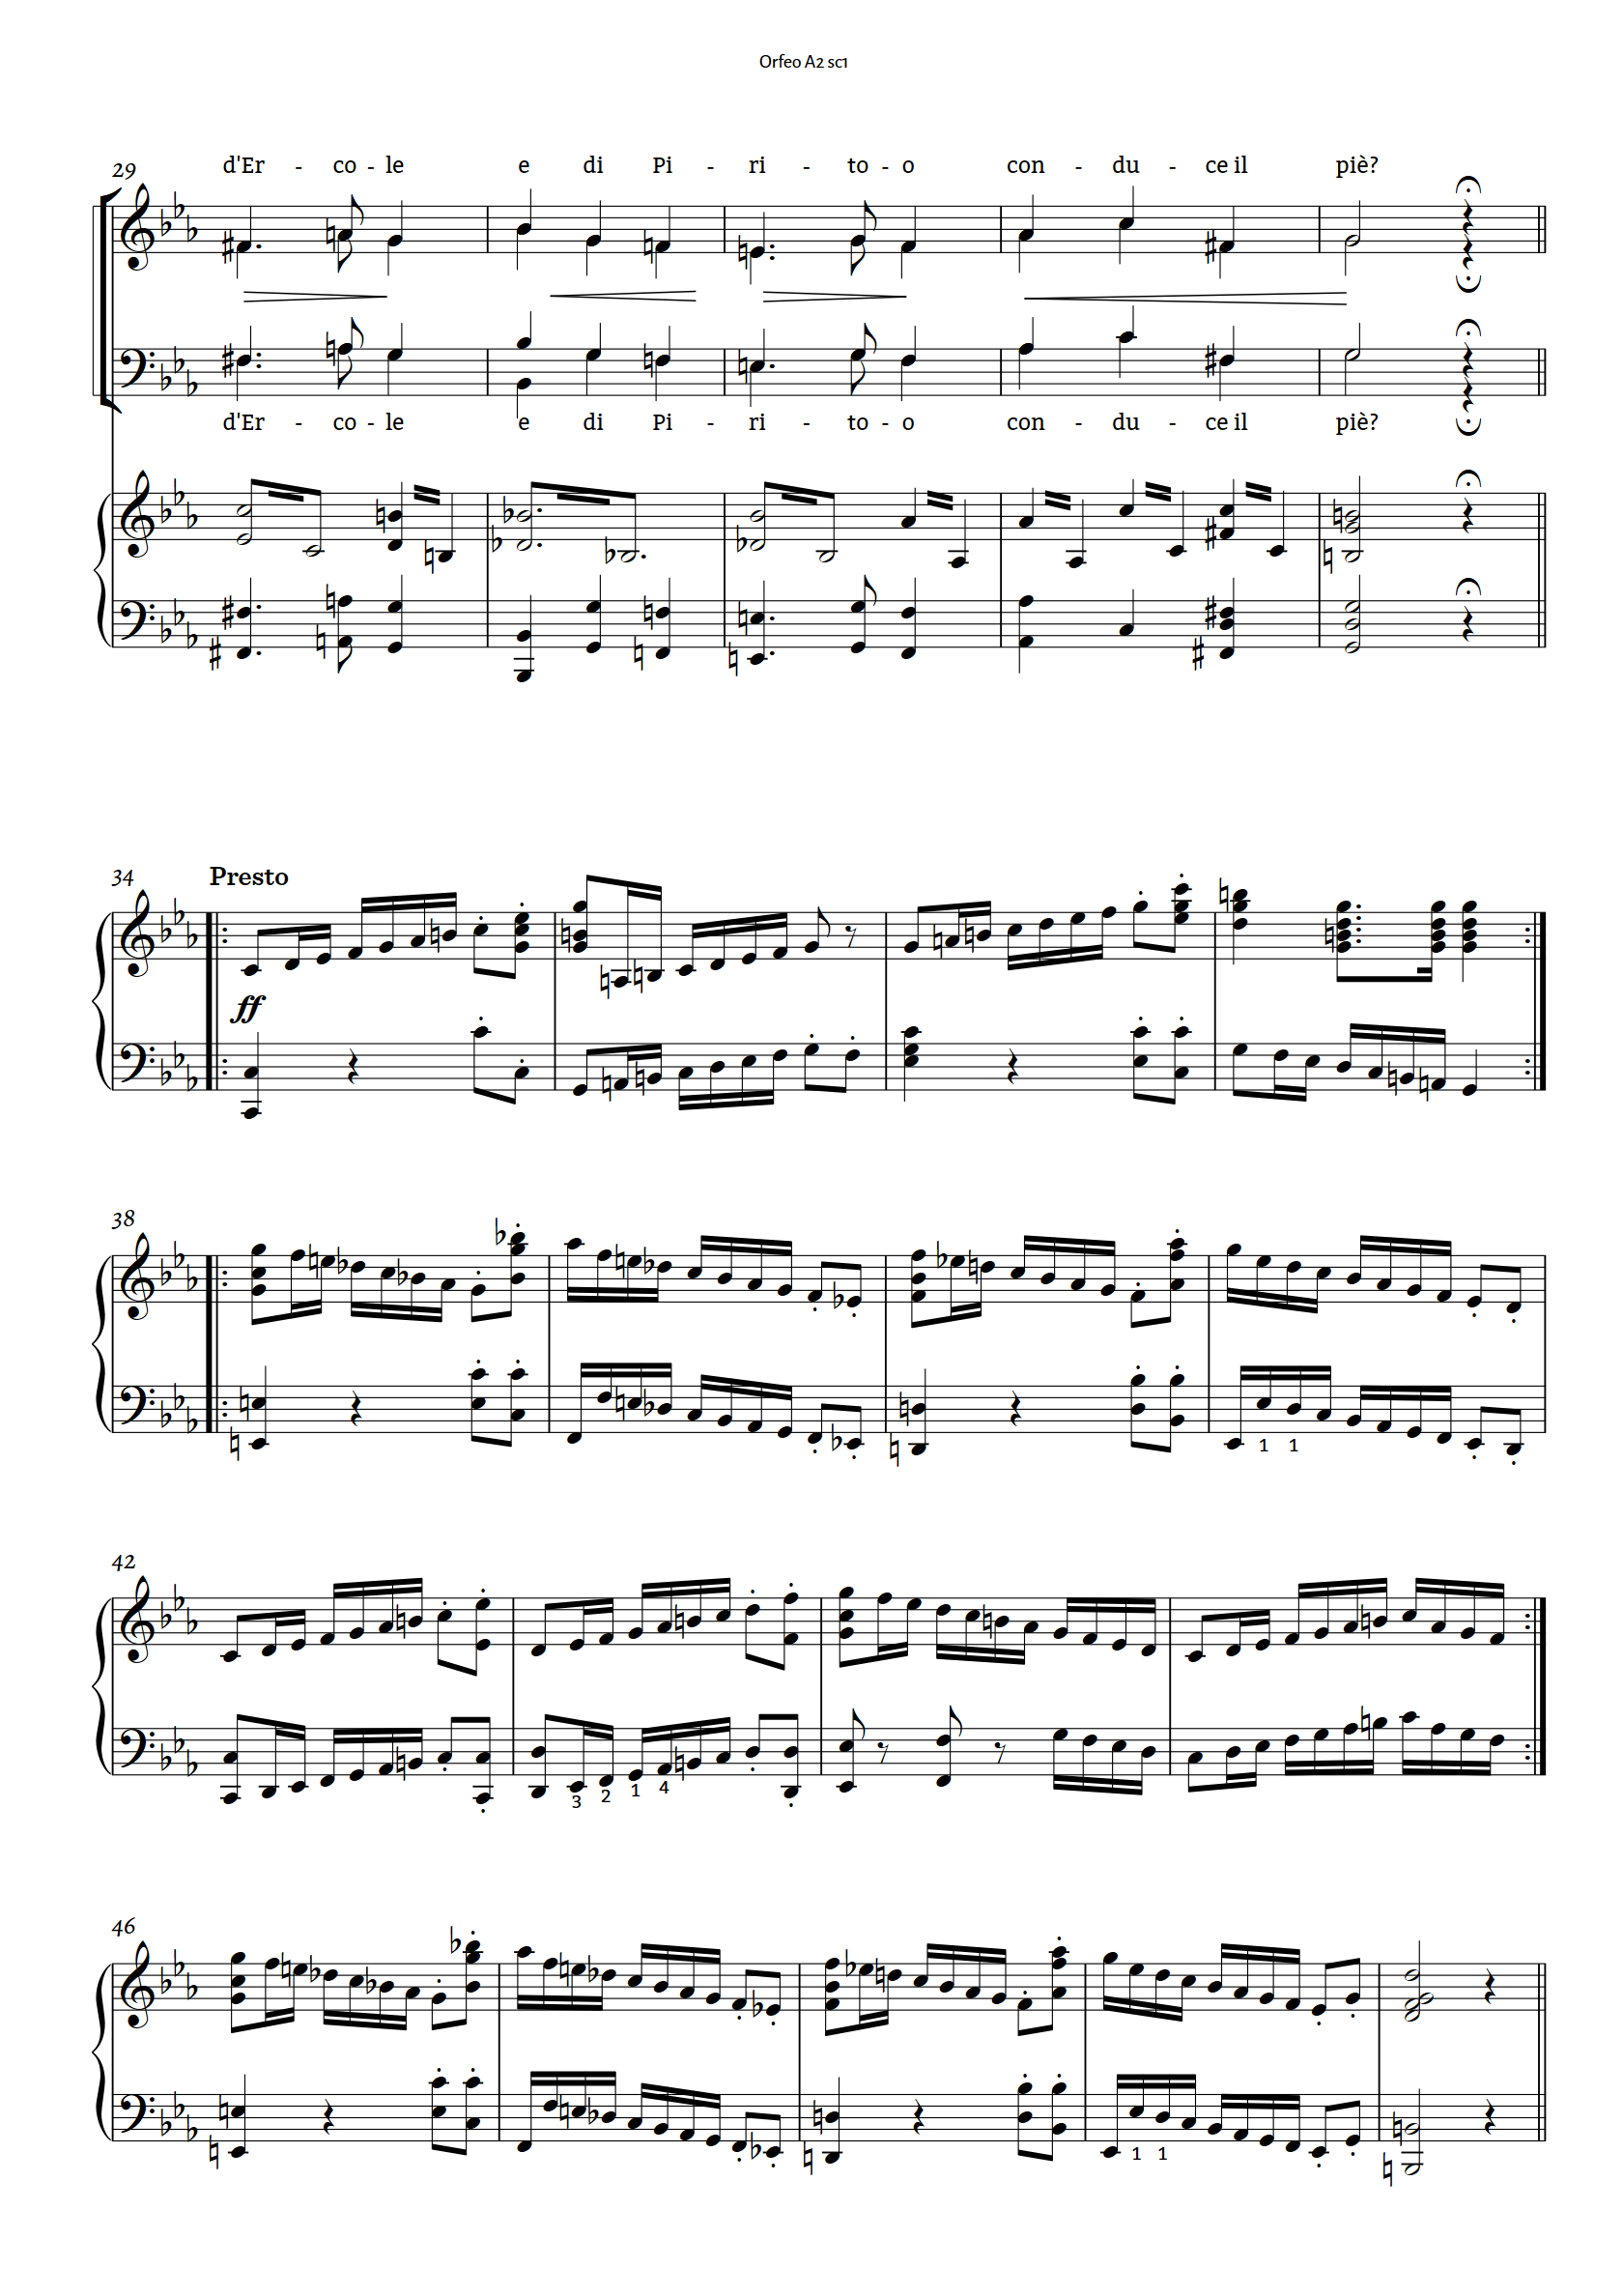 Orfeo A2 sc1
29 d'Er - co - le e di Pi - ri - to - o con - du - ce il piè?
d'Er - co - le e di Pi - ri - to - o con - du - ce il piè?
34 Presto
ff
38
1 1
42
3 2 1 4
46
1 1